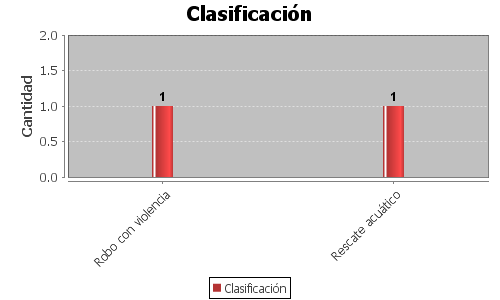 Clasificación
Cantidad
2.0
1.5
1.0
0.5
0.0
1
1
Robo con violencia
Rescate acuático
Clasificación